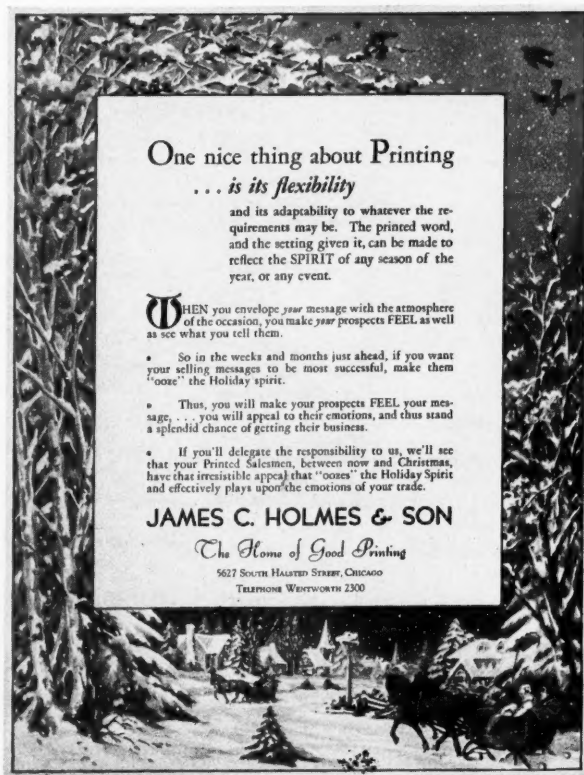 One nice thing about Printing
. . . is its flexibility
and its adaptability to whatever the re-
quirements may be. The printed word,
and the setting given it, can be made to
reflect the SPIRIT of any season of the
year, or any event.
WHEN you envelope your message with the atmosphere
of the occasion, you make your prospects FEEL as well
as see what you tell them.
• So in the weeks and months just ahead, if you want
your selling messages to be most successful, make them
"ooze" the Holiday spirit.
• Thus, you will make your prospects FEEL your mes-
sage, . . . you will appeal to their emotions, and thus stand
a splendid chance of getting their business.
• If you'll delegate the responsibility to us, we'll see
that your Printed Salesmen, between now and Christmas,
have that irresistible appeal that "oozes" the Holiday Spirit
and effectively plays upon the emotions of your trade.
JAMES C. HOLMES & SON
The Home of Good Printing
5627 SOUTH HALSTED STREET, CHICAGO
TELEPHONE WENTWORTH 2300